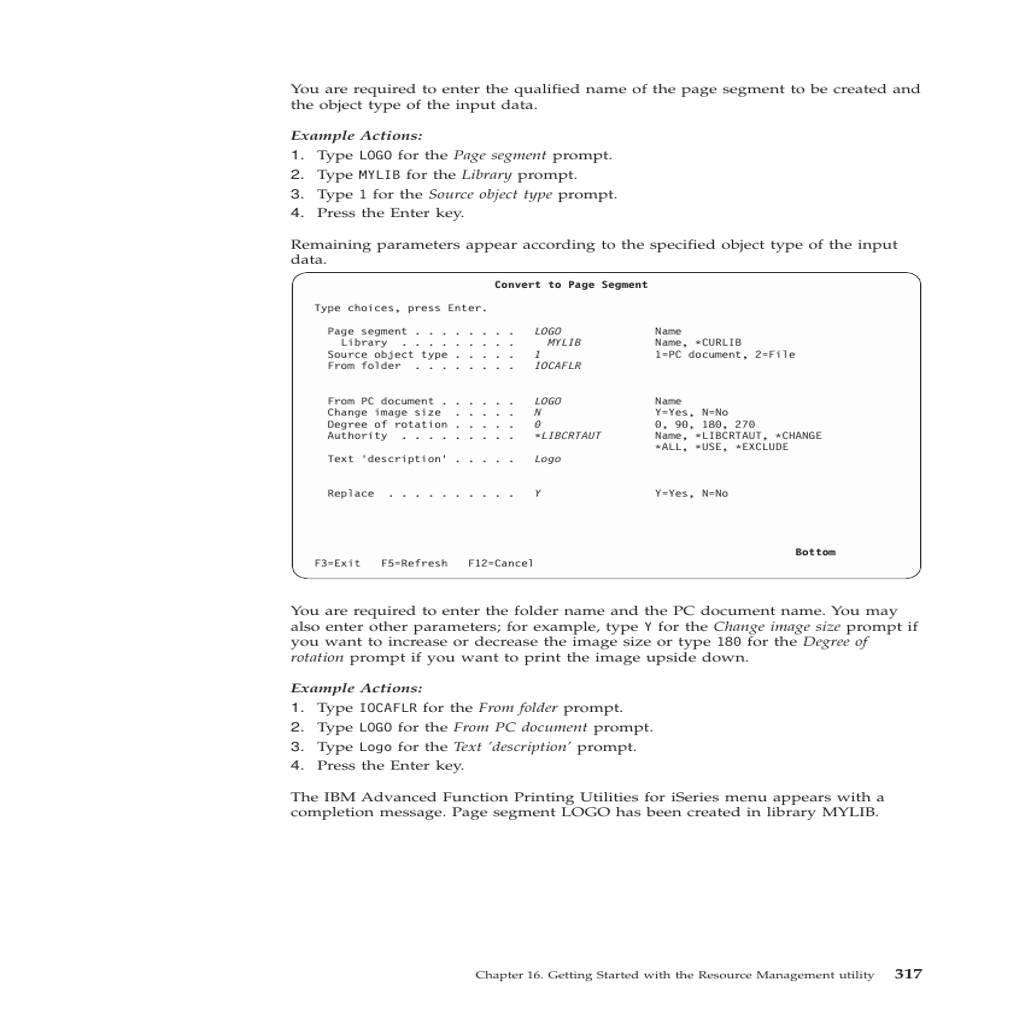 You are required to enter the qualified name of the page segment to be created and
the object type of the input data.
Example Actions:
1. Type LOGO for the Page segment prompt.
2. Type MYLIB for the Library prompt.
3. Type 1 for the Source object type prompt.
4. Press the Enter key.
Remaining parameters appear according to the specified object type of the input
data.
Convert to Page Segment
Type choices, press Enter.
Page segment . . . . . . . . LOGO Name
Library . . . . . . . . . MYLIB Name, *CURLIB
Source object type . . . . . 1 1=PC document, 2=File
From folder . . . . . . . . IOCAFLR
From PC document . . . . . . LOGO Name
Change image size . . . . . N Y=Yes, N=No
Degree of rotation . . . . . 0 0, 90, 180, 270
Authority . . . . . . . . . *LIBCRTAUT Name, *LIBCRTAUT, *CHANGE
*ALL, *USE, *EXCLUDE
Text 'description' . . . . . Logo
Replace . . . . . . . . . . Y Y=Yes, N=No
Bottom
F3=Exit F5=Refresh F12=Cancel
You are required to enter the folder name and the PC document name. You may
also enter other parameters; for example, type Y for the Change image size prompt if
you want to increase or decrease the image size or type 180 for the Degree of
rotation prompt if you want to print the image upside down.
Example Actions:
1. Type IOCAFLR for the From folder prompt.
2. Type LOGO for the From PC document prompt.
3. Type Logo for the Text 'description' prompt.
4. Press the Enter key.
The IBM Advanced Function Printing Utilities for iSeries menu appears with a
completion message. Page segment LOGO has been created in library MYLIB.
Chapter 16. Getting Started with the Resource Management utility 317